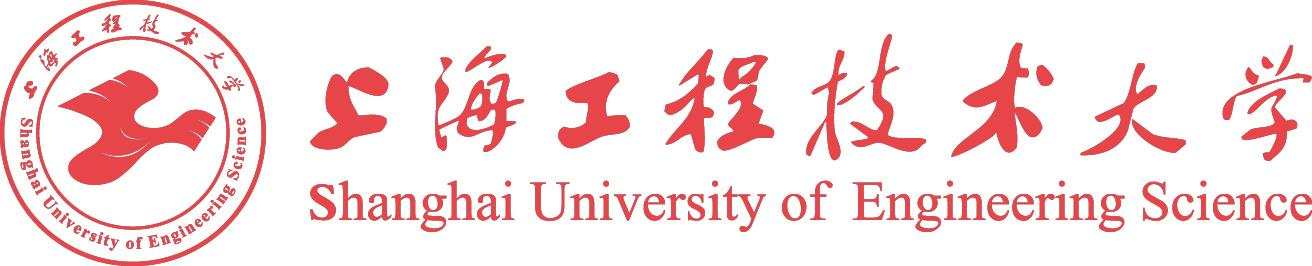 上海工程技术大学
Shanghai University of Engineering Science
上海工程技术大学
Shanghai University of Engineering Science